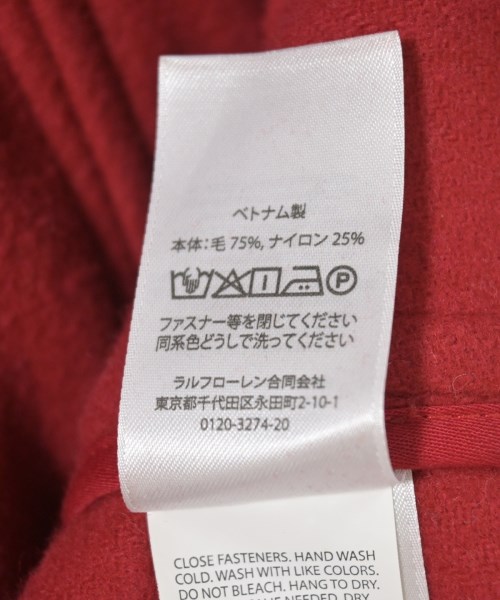 ベトナム製
本体：毛 75%, ナイロン 25%
P
ファスナー等を閉じてください
同系色どうしで洗ってください
ラルフローレン合同会社
東京都千代田区永田町2-10-1
0120-3274-20
CLOSE FASTENERS. HAND WASH
COLD. WASH WITH LIKE COLORS.
DO NOT BLEACH. HANG TO DRY.
NEEDED. DRY